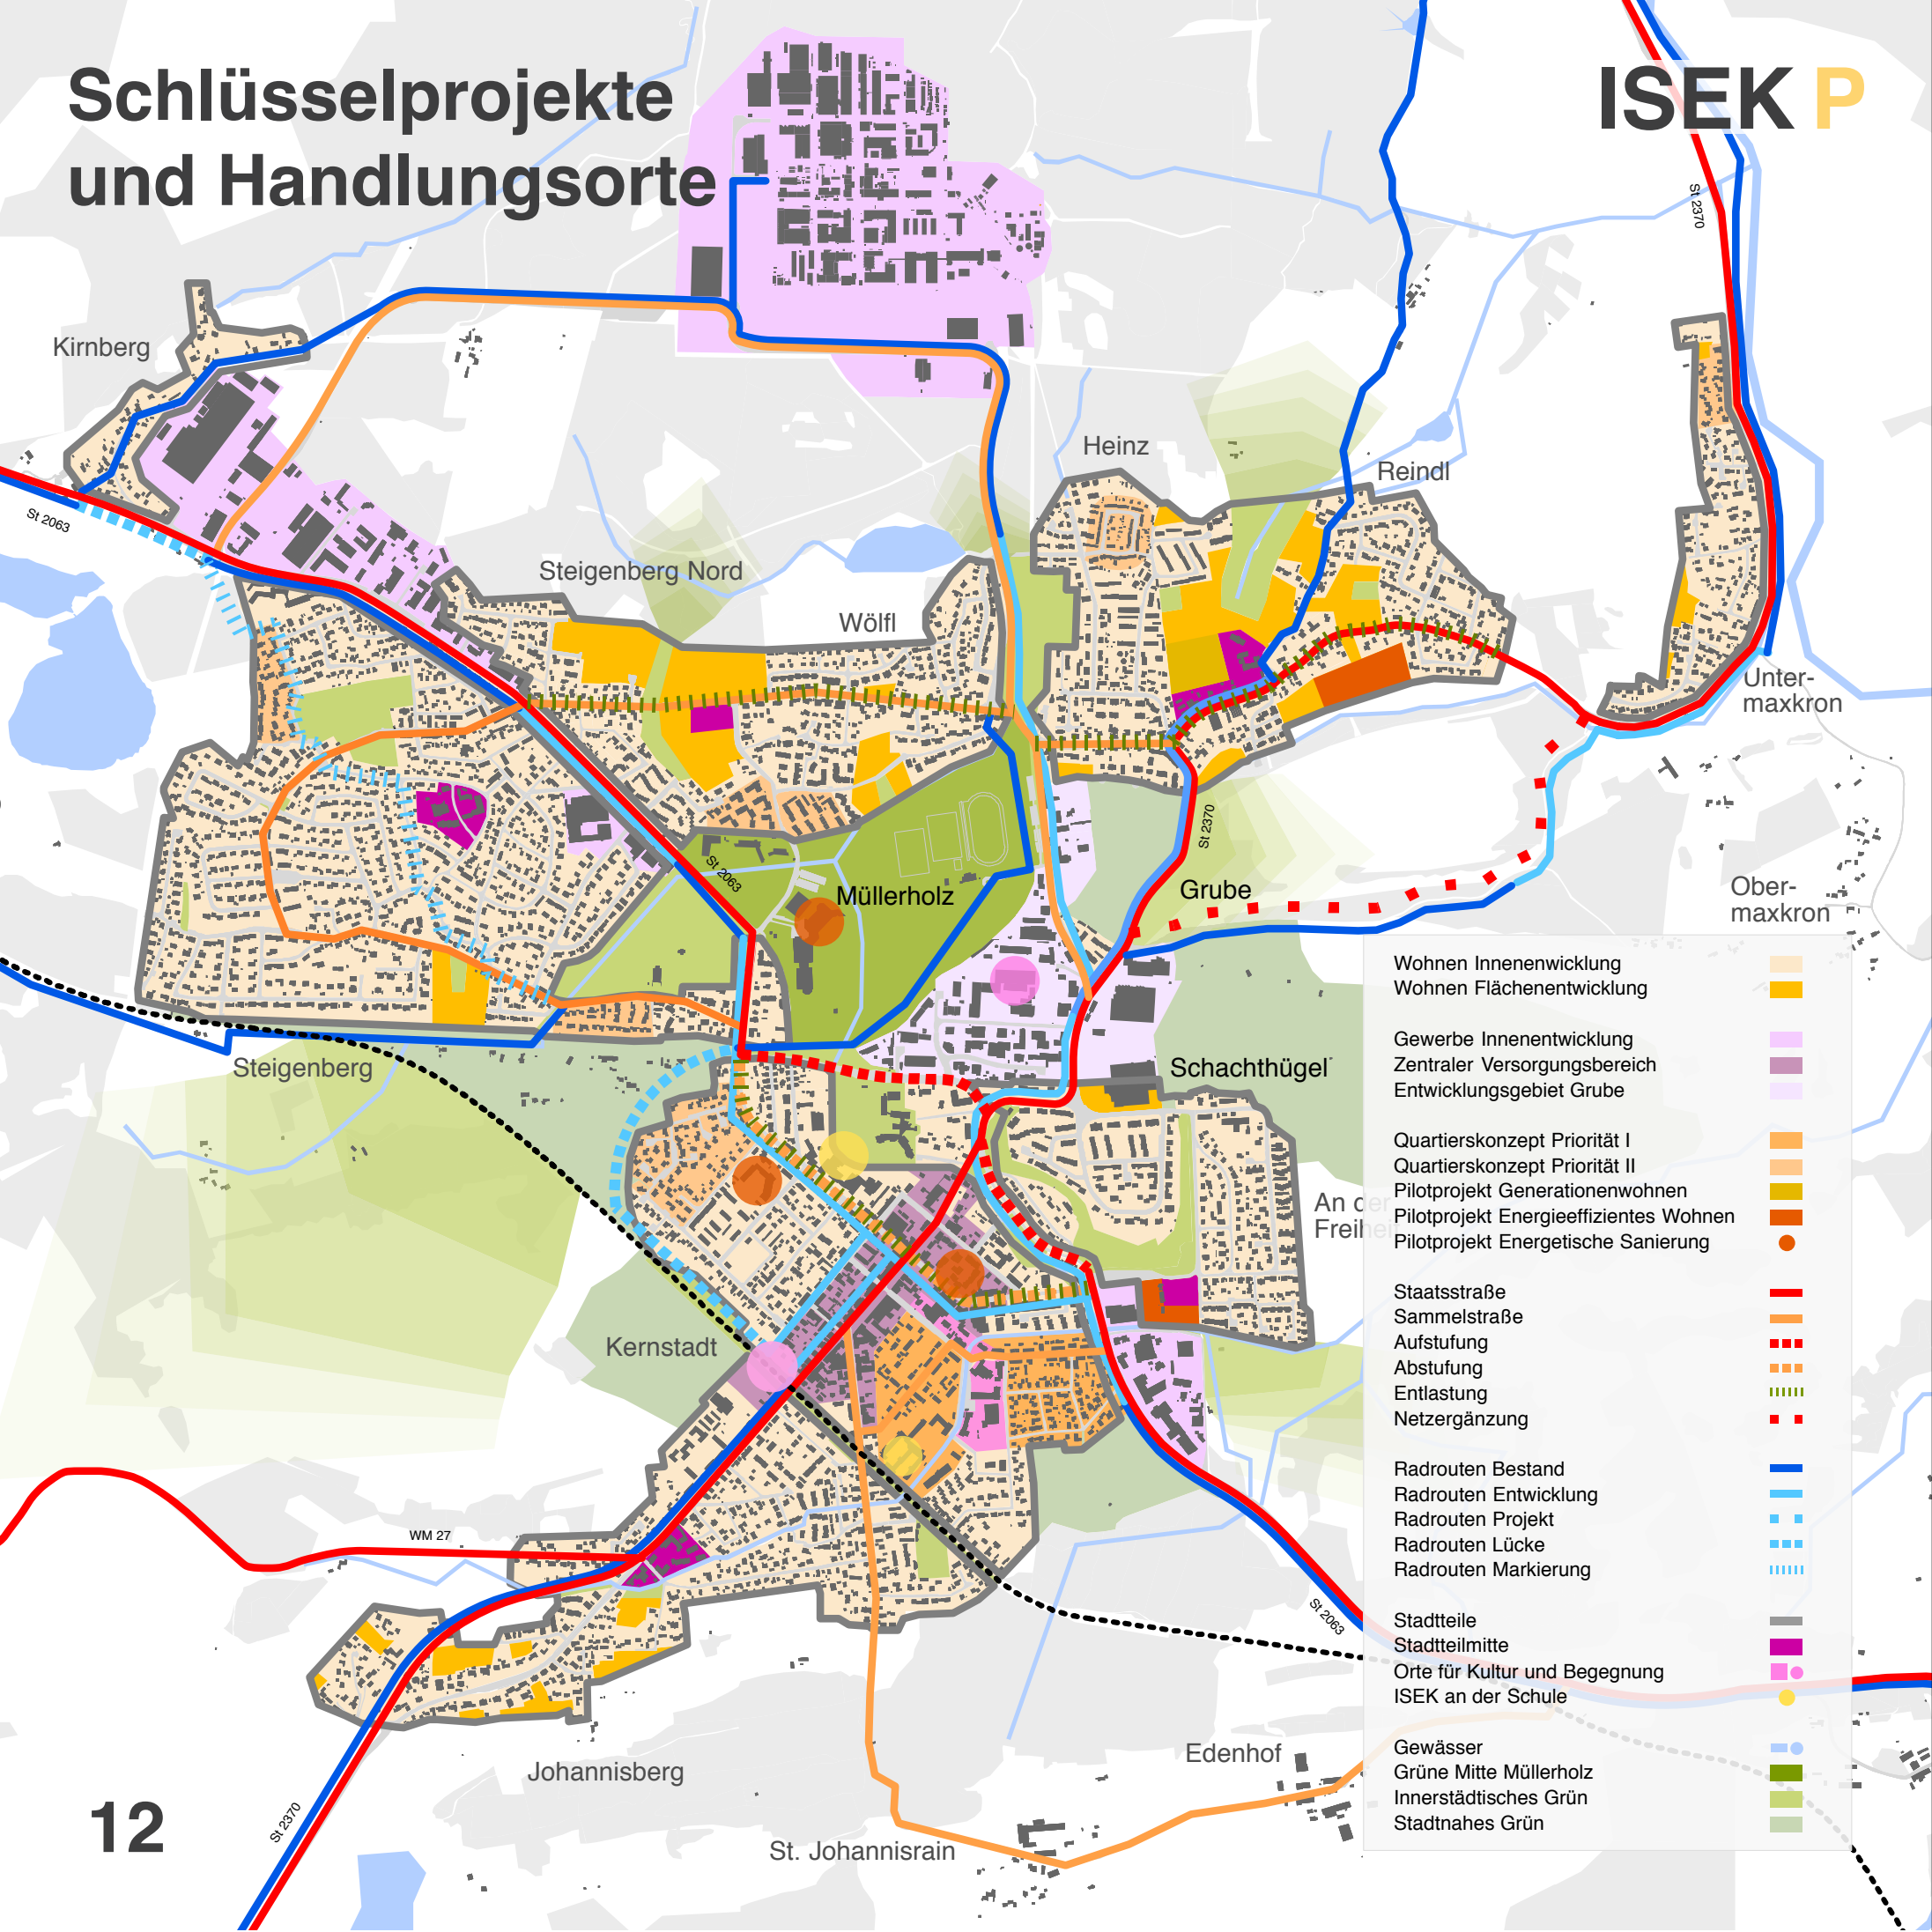 Schlüsselprojekte
und Handlungsorte
ISEK P
St 2370
Kirnberg
Heinz
Reindl
St 2063
Steigenberg Nord
Wölfl
Unter-
maxkron
St 2063
St 2370
Müllerholz
Grube
Ober-
maxkron
Steigenberg
Schachthügel
An der
Freiheit
Kernstadt
WM 27
St 2063
Johannisberg
Edenhof
St. Johannisrain
St 2370
12
Wohnen Innenenwicklung
Wohnen Flächenentwicklung
Gewerbe Innenentwicklung
Zentraler Versorgungsbereich
Entwicklungsgebiet Grube
Quartierskonzept Priorität I
Quartierskonzept Priorität II
Pilotprojekt Generationenwohnen
Pilotprojekt Energieeffizientes Wohnen
Pilotprojekt Energetische Sanierung
Staatsstraße
Sammelstraße
Aufstufung
Abstufung
Entlastung
Netzergänzung
Radrouten Bestand
Radrouten Entwicklung
Radrouten Projekt
Radrouten Lücke
Radrouten Markierung
Stadtteile
Stadtteilmitte
Orte für Kultur und Begegnung
ISEK an der Schule
Gewässer
Grüne Mitte Müllerholz
Innerstädtisches Grün
Stadtnahes Grün